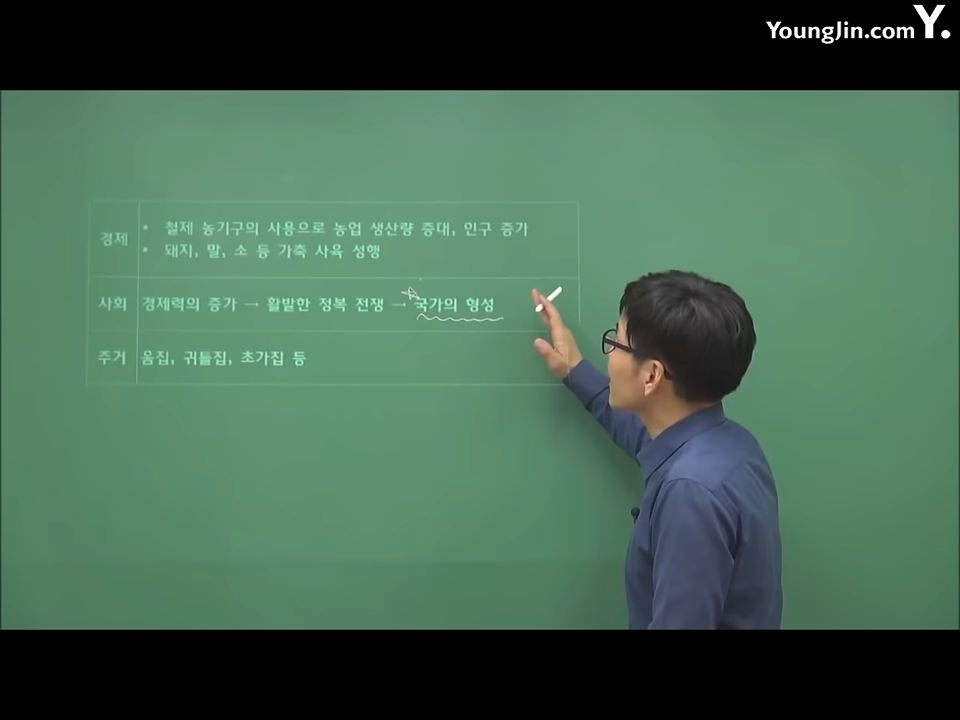 YoungJin.com Y.
경제
• 철제 농기구의 사용으로 농업 생산량 증대, 인구 증가
• 돼지, 말, 소 등 가축 사육 성행
사회
경제력의 증가 → 활발한 정복 전쟁 → 국가의 형성
주거
움집, 귀틀집, 초가집 등